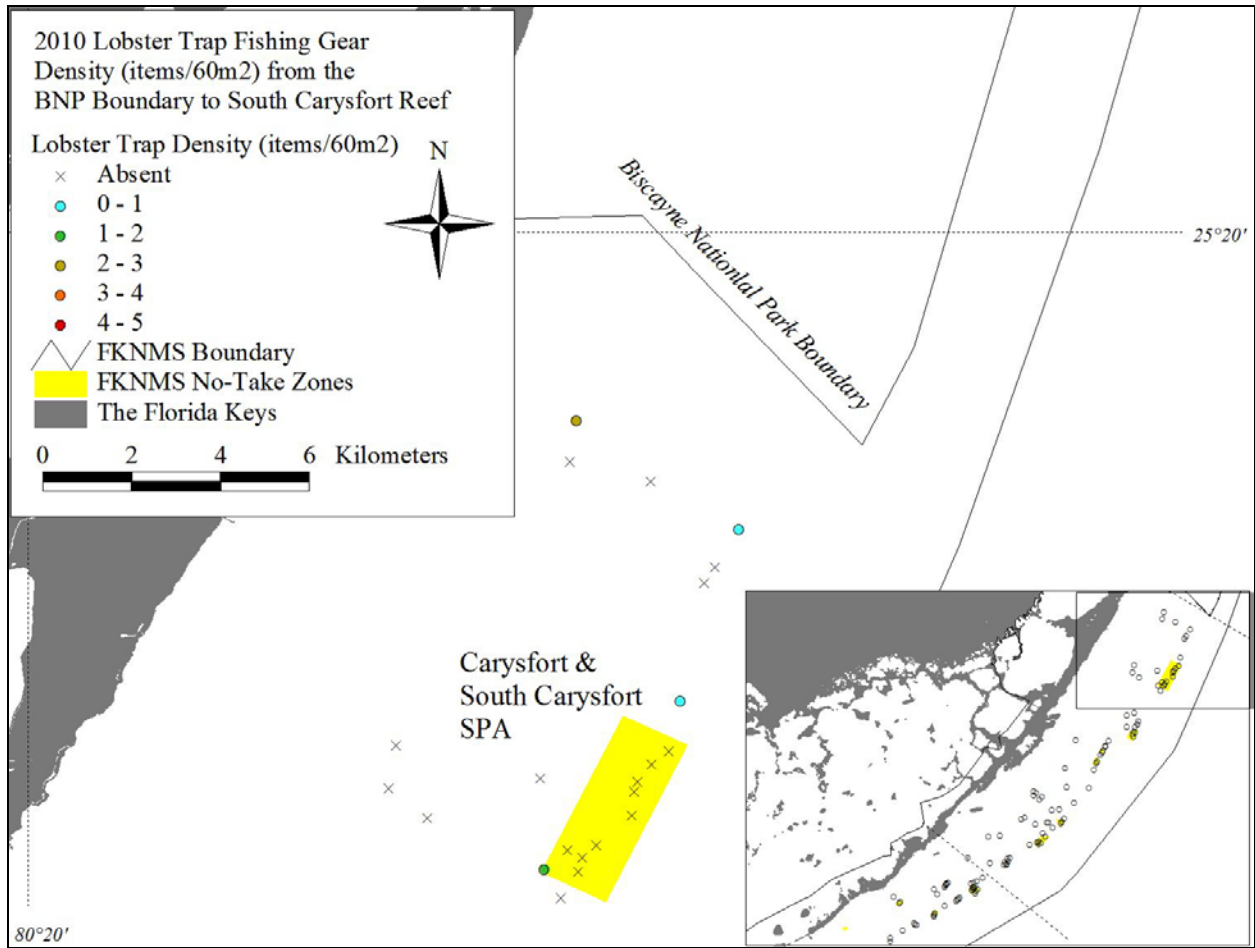 2010 Lobster Trap Fishing Gear
Density (items/60m2) from the
BNP Boundary to South Carysfort Reef
Lobster Trap Density (items/60m2)
Absent
0 - 1
1 - 2
2 - 3
3 - 4
4 - 5
FKNMS Boundary
FKNMS No-Take Zones
The Florida Keys
0 2 4 6 Kilometers
N
Biscayne Nationlal Park Boundary
25°20'
Carysfort &
South Carysfort
SPA
80°20'